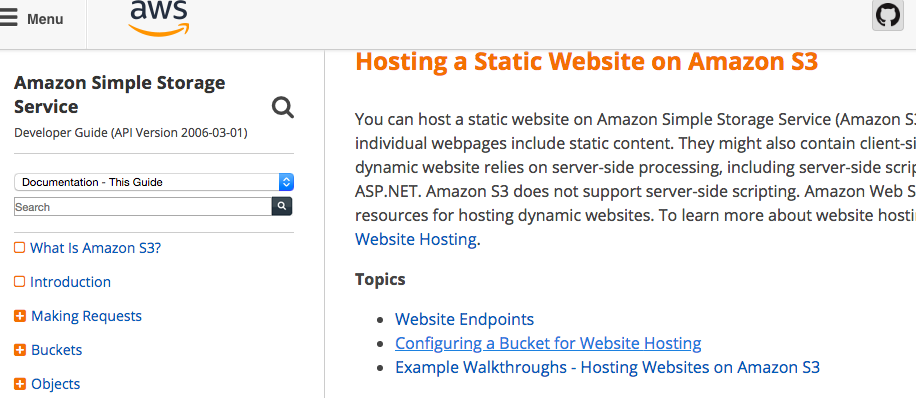 Menu
aws
Amazon Simple Storage
Service
Developer Guide (API Version 2006-03-01)
Documentation - This Guide
Search
What Is Amazon S3?
Introduction
Making Requests
Buckets
Objects
Hosting a Static Website on Amazon S3
You can host a static website on Amazon Simple Storage Service (Amazon S3
individual webpages include static content. They might also contain client-si
dynamic website relies on server-side processing, including server-side scrip
ASP.NET. Amazon S3 does not support server-side scripting. Amazon Web S
resources for hosting dynamic websites. To learn more about website hosti
Website Hosting.
Topics
Website Endpoints
Configuring a Bucket for Website Hosting
Example Walkthroughs - Hosting Websites on Amazon S3